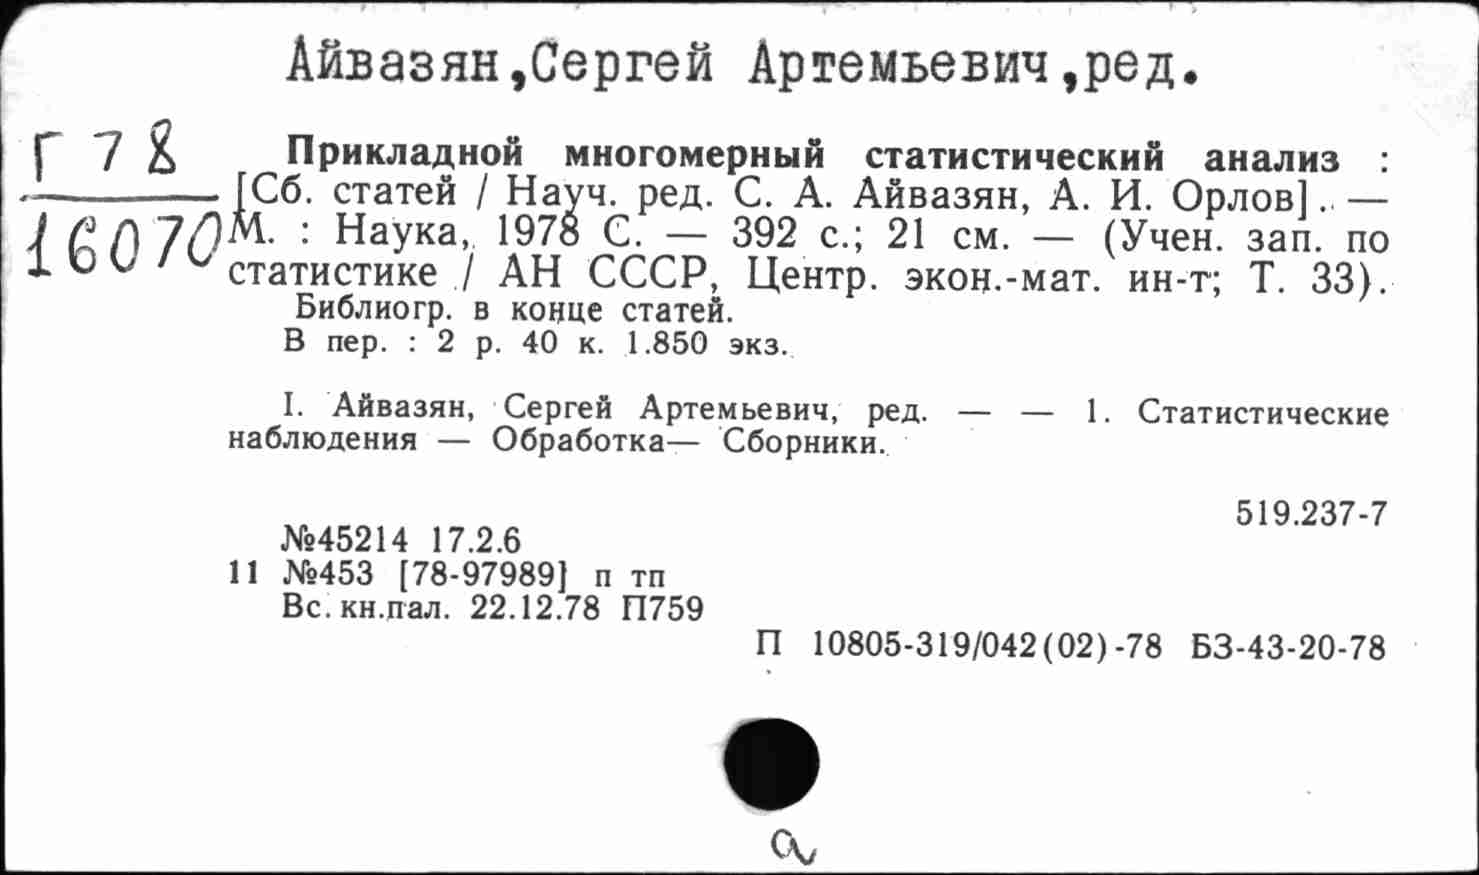 Айвазян,Сергей Артемьевич,ред.
Г 78
16070
Прикладной многомерный статистический анализ :
[Сб. статей / Науч. ред. С. А. Айвазян, А. И. Орлов]. —
М. : Наука, 1978 С. — 392 с.; 21 см. — (Учен. зап. по
статистике / АН СССР, Центр. экон.-мат. ин-т; Т. 33).
Библиогр. в конце статей.
В пер. : 2 р. 40 к. 1.850 экз.
I. Айвазян, Сергей Артемьевич, ред. — — 1. Статистические
наблюдения — Обработка— Сборники.
519.237-7
№45214 17.2.6
11 №453 [78-97989] п тп
Вс. кн.пал. 22.12.78 П759
П 10805-319/042(02)-78 БЗ-43-20-78
а